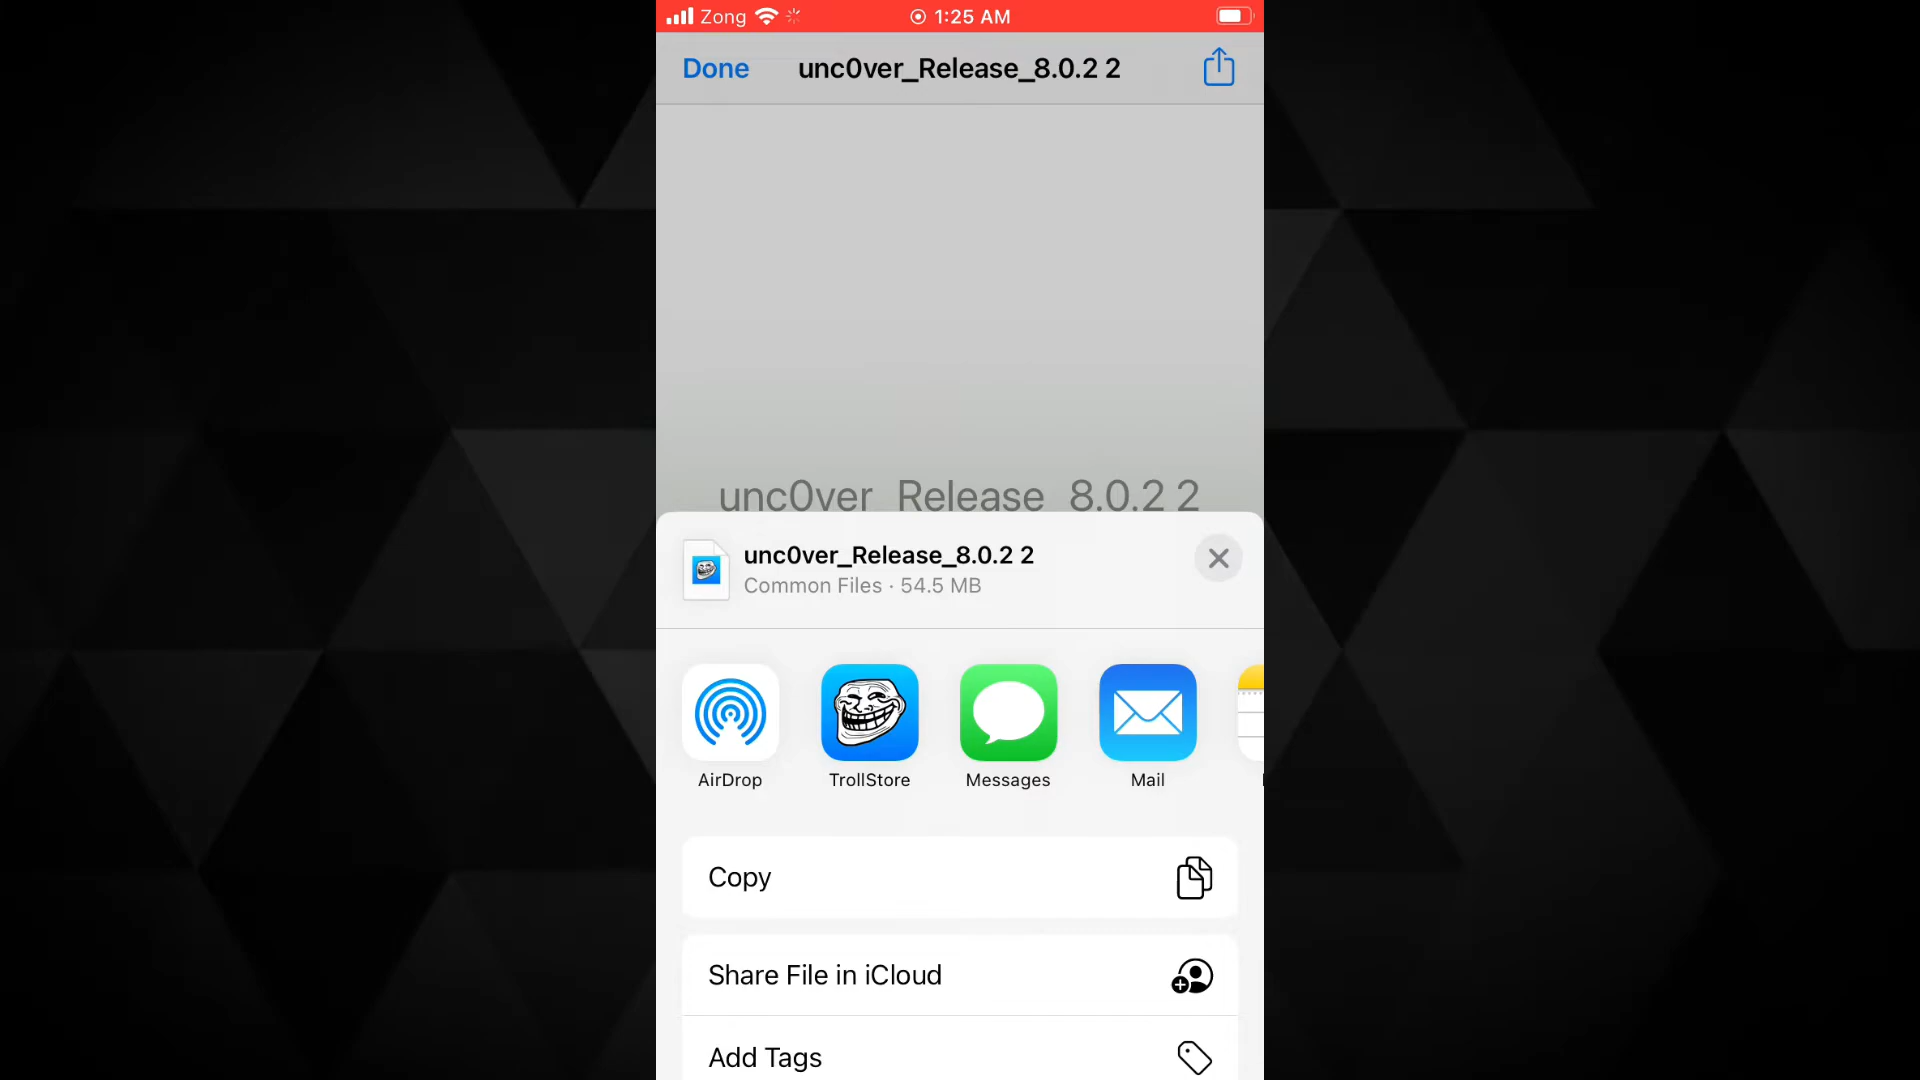 Zong 1:25 AM
Done unc0ver_Release_8.0.2 2
unc0ver_Release_8.0.2 2
unc0ver_Release_8.0.2 2
Common Files · 54.5 MB
AirDrop TrollStore Messages Mail
Copy
Share File in iCloud
Add Tags